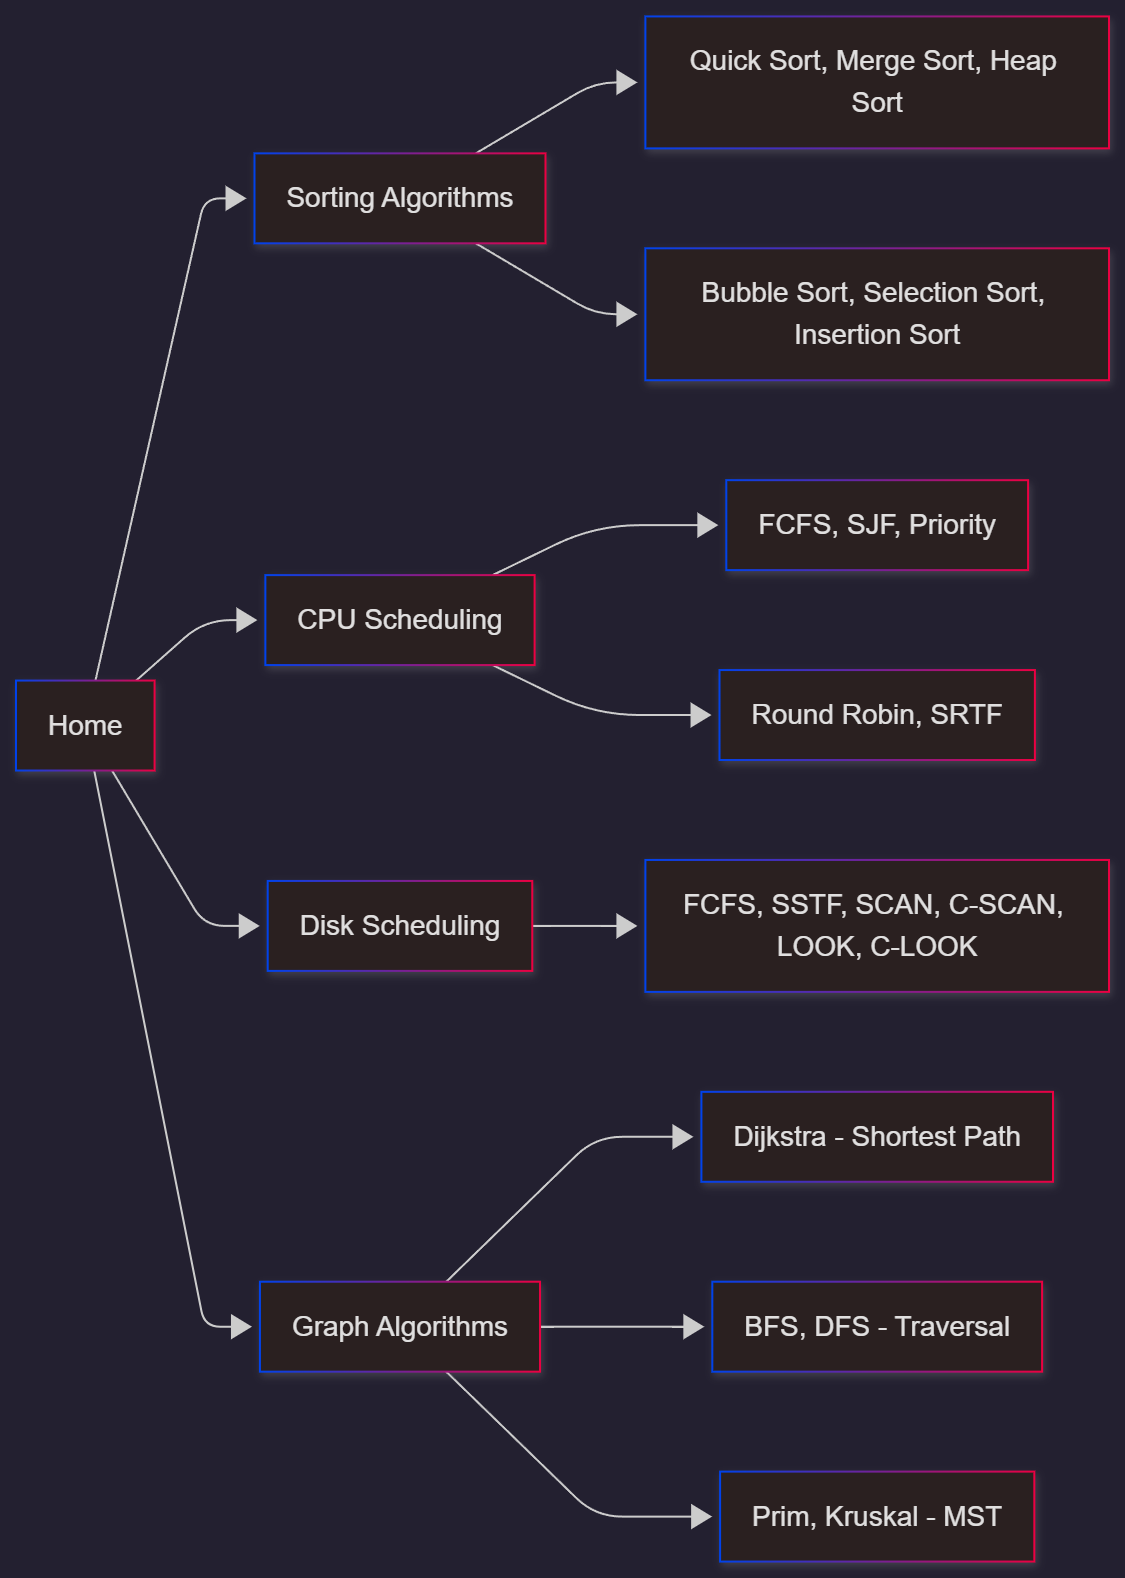 Home
Sorting Algorithms
Quick Sort, Merge Sort, Heap
Sort
Bubble Sort, Selection Sort,
Insertion Sort
CPU Scheduling
FCFS, SJF, Priority
Round Robin, SRTF
Disk Scheduling
FCFS, SSTF, SCAN, C-SCAN,
LOOK, C-LOOK
Graph Algorithms
Dijkstra - Shortest Path
BFS, DFS - Traversal
Prim, Kruskal - MST